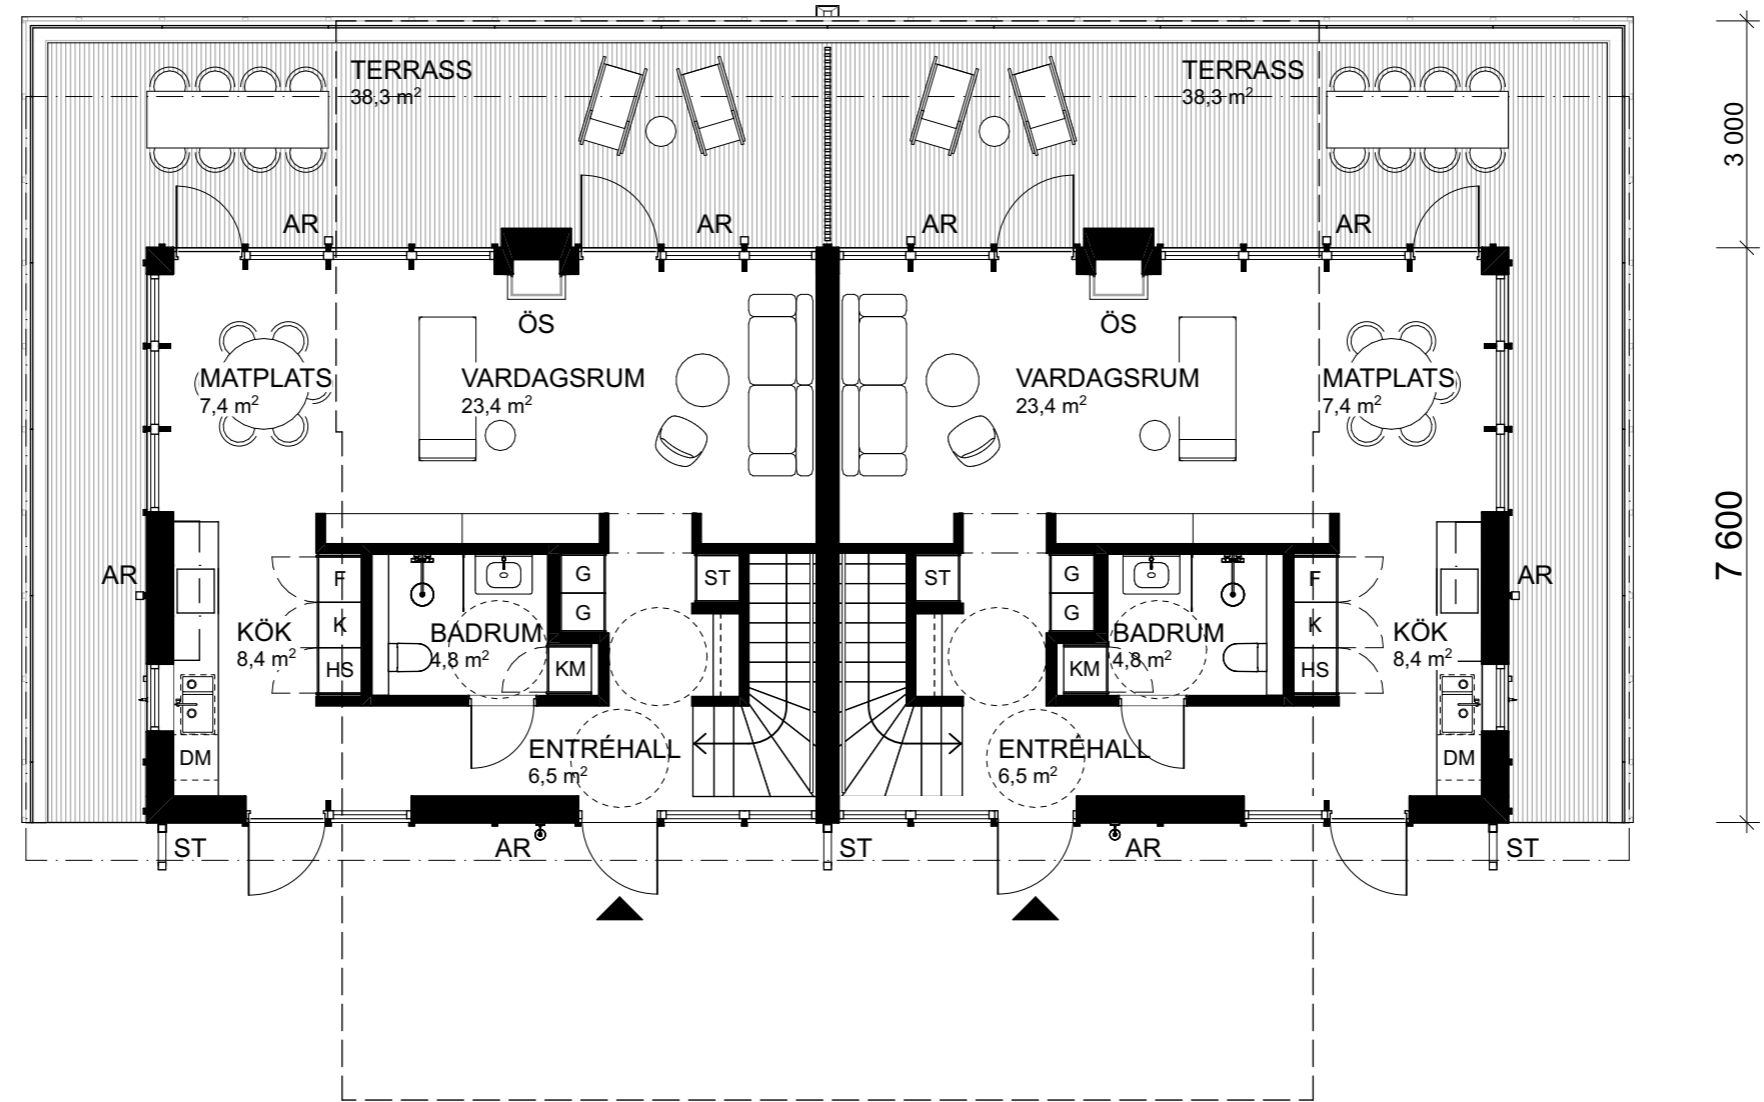 TERRASS
38,3 m²
TERRASS
38,3 m²
3 000
AR
AR
AR
AR
ÖS
ÖS
MATPLATS
7,4 m²
VARDAGSRUM
23,4 m²
VARDAGSRUM
23,4 m²
MATPLATS
7,4 m²
7 600
AR
F
G
ST
ST
G
F
AR
K
G
G
K
KÖK
8,4 m²
BADRUM
4,8 m²
BADRUM
4,8 m²
KÖK
8,4 m²
HS
KM
KM
HS
DM
ENTRÉHALL
6,5 m²
ENTRÉHALL
6,5 m²
DM
ST
AR
ST
AR
ST